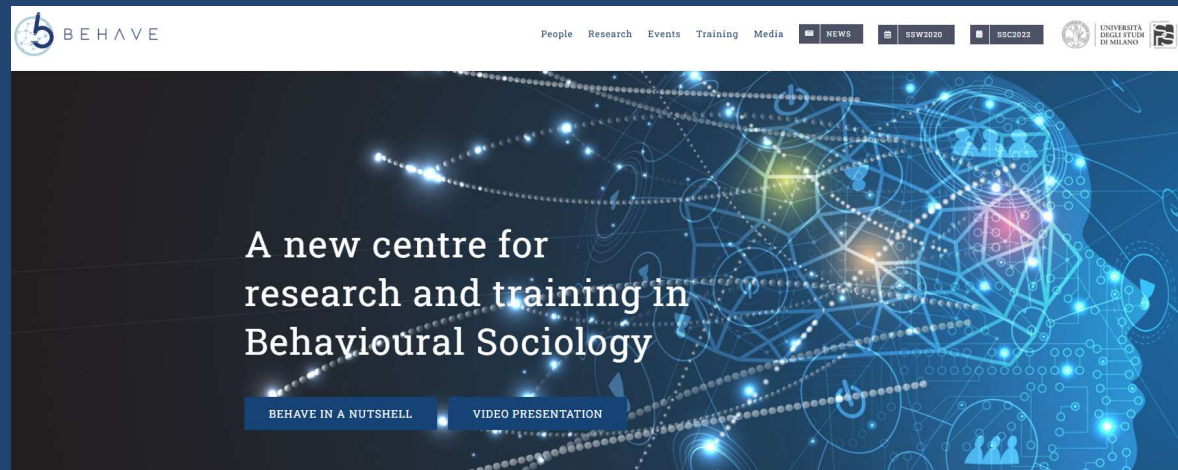 BEHAVE
People Research Events Training Media NEWS SSW2020 SSC2022
UNIVERSITÀ
DEGLI STUDI
DI MILANO
A new centre for
research and training in
Behavioural Sociology
BEHAVE IN A NUTSHELL VIDEO PRESENTATION